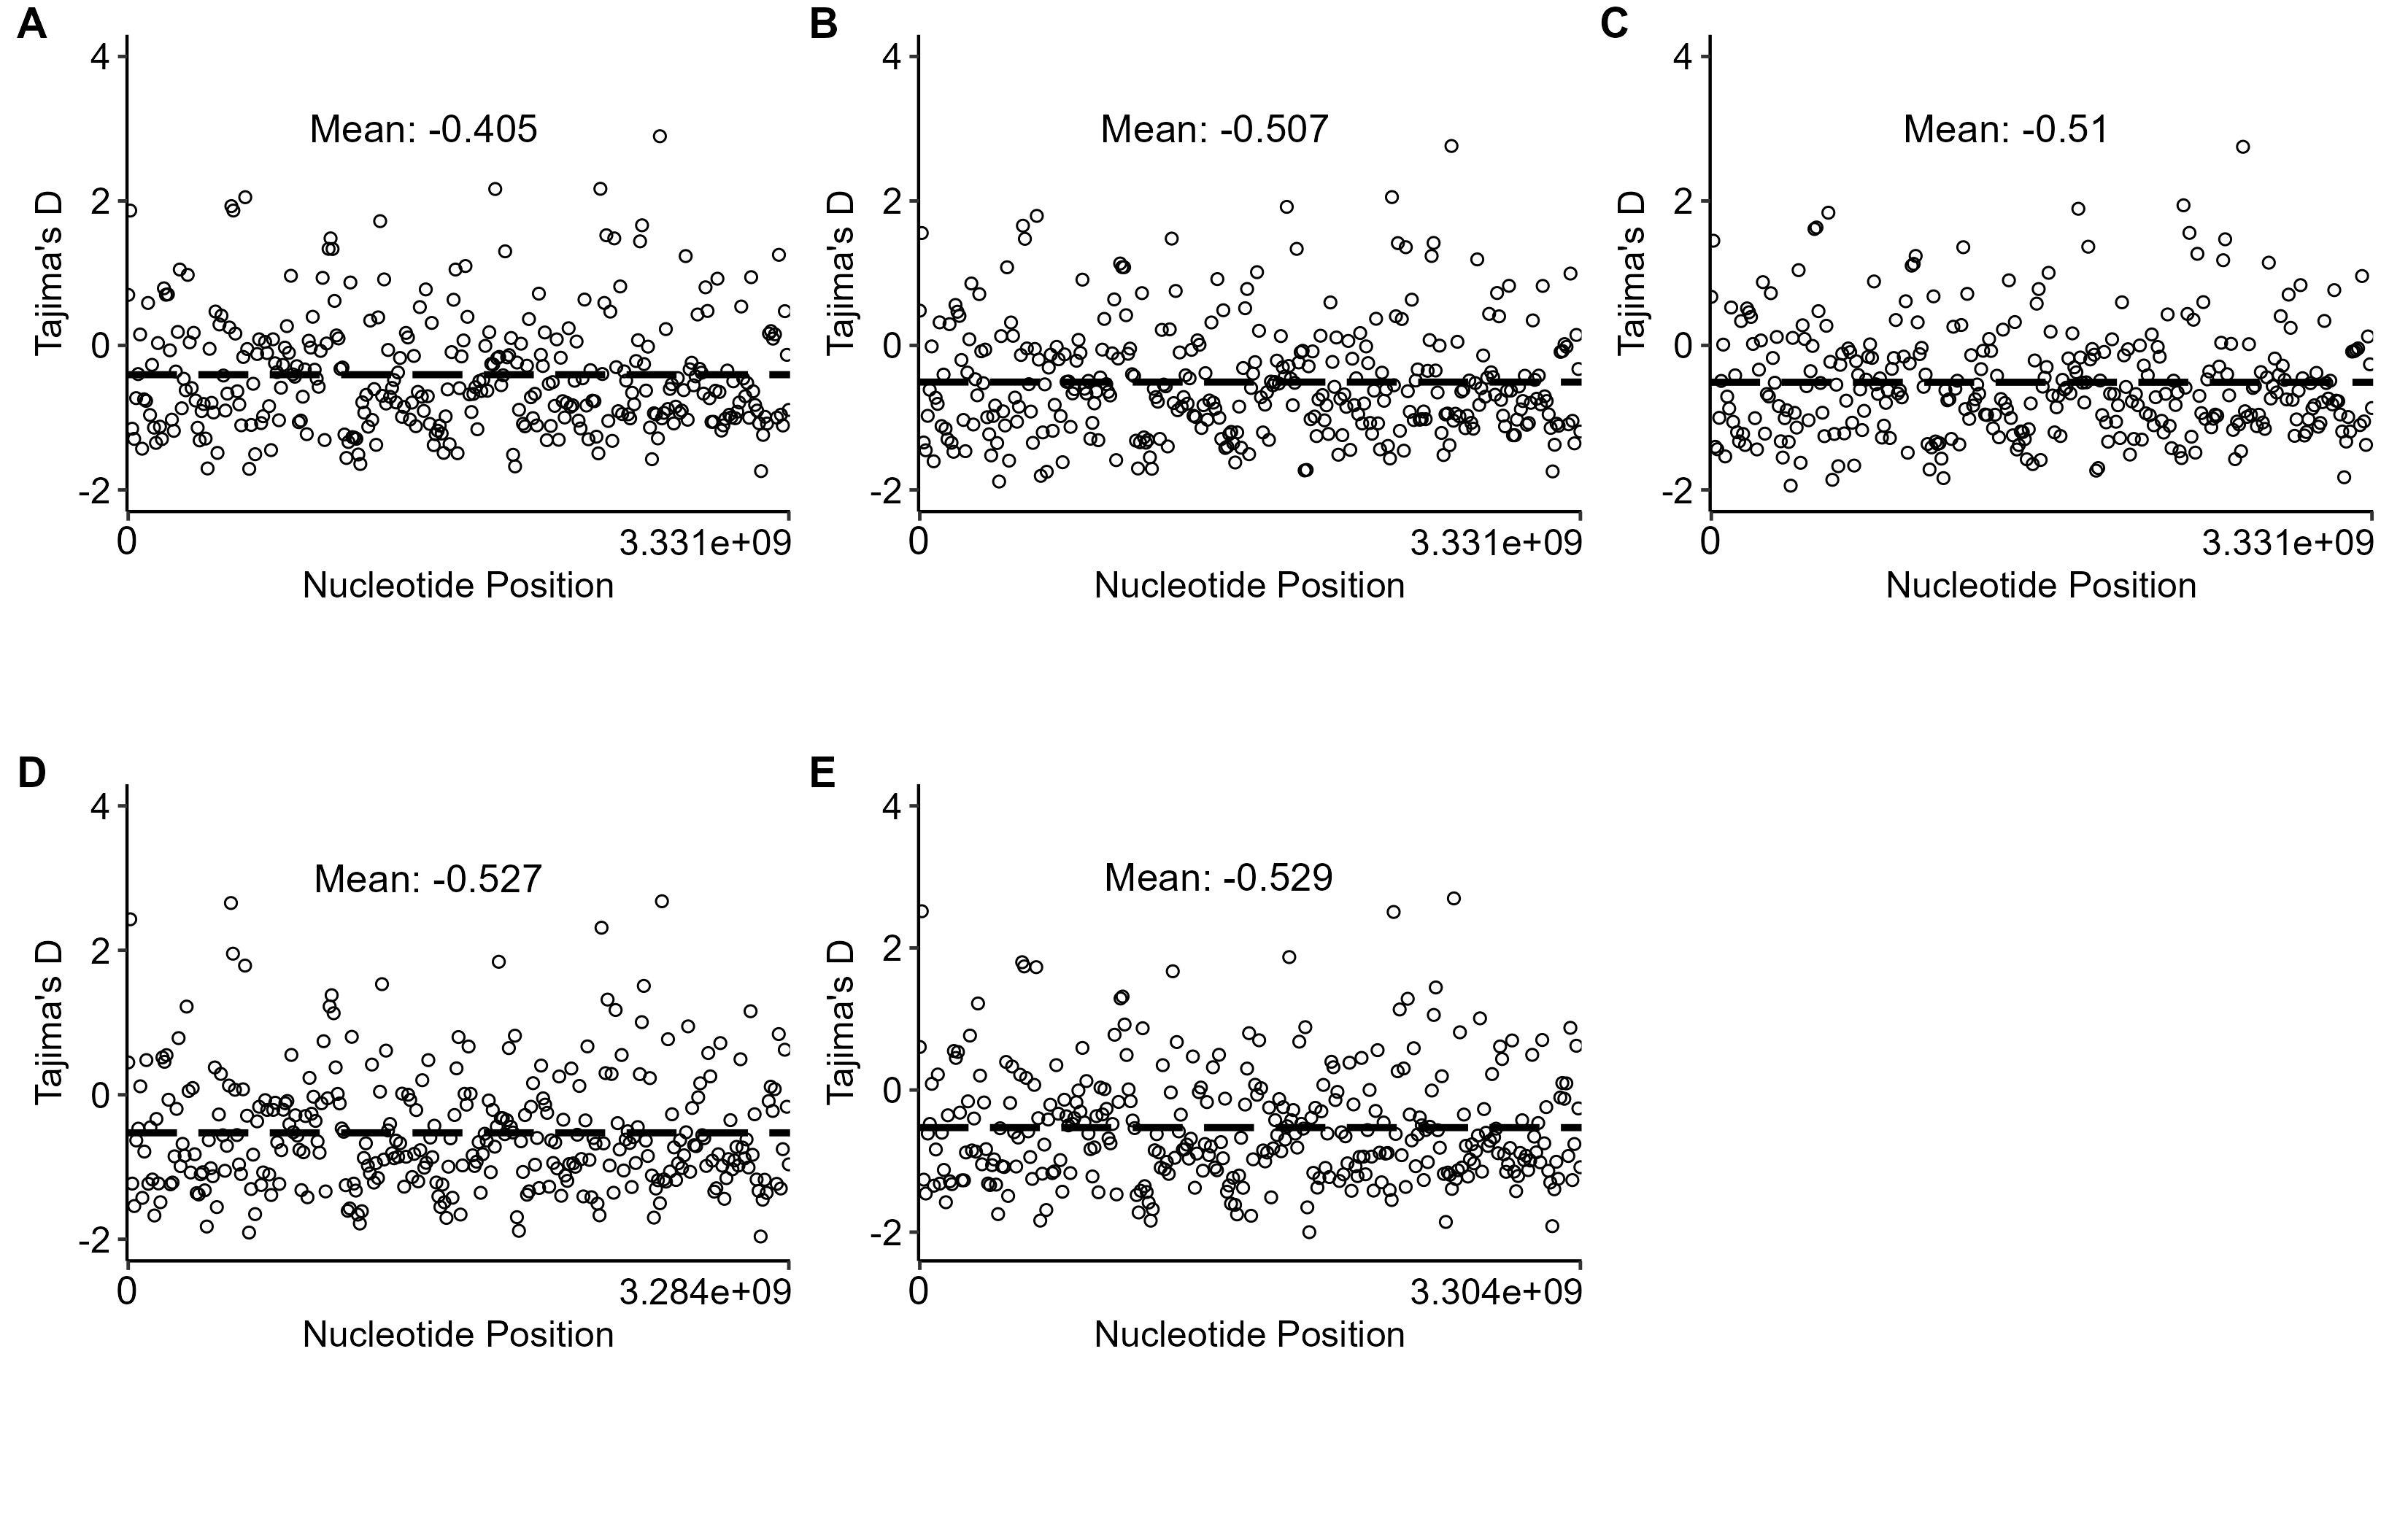 A
4
Mean: -0.405
2
Tajima's D
0
-2
0
3.331e+09
Nucleotide Position
B
4
Mean: -0.507
2
Tajima's D
0
-2
0
3.331e+09
Nucleotide Position
C
4
Mean: -0.51
2
Tajima's D
0
-2
0
3.331e+09
Nucleotide Position
D
4
Mean: -0.527
2
Tajima's D
0
-2
0
3.284e+09
Nucleotide Position
E
4
Mean: -0.529
2
Tajima's D
0
-2
0
3.304e+09
Nucleotide Position